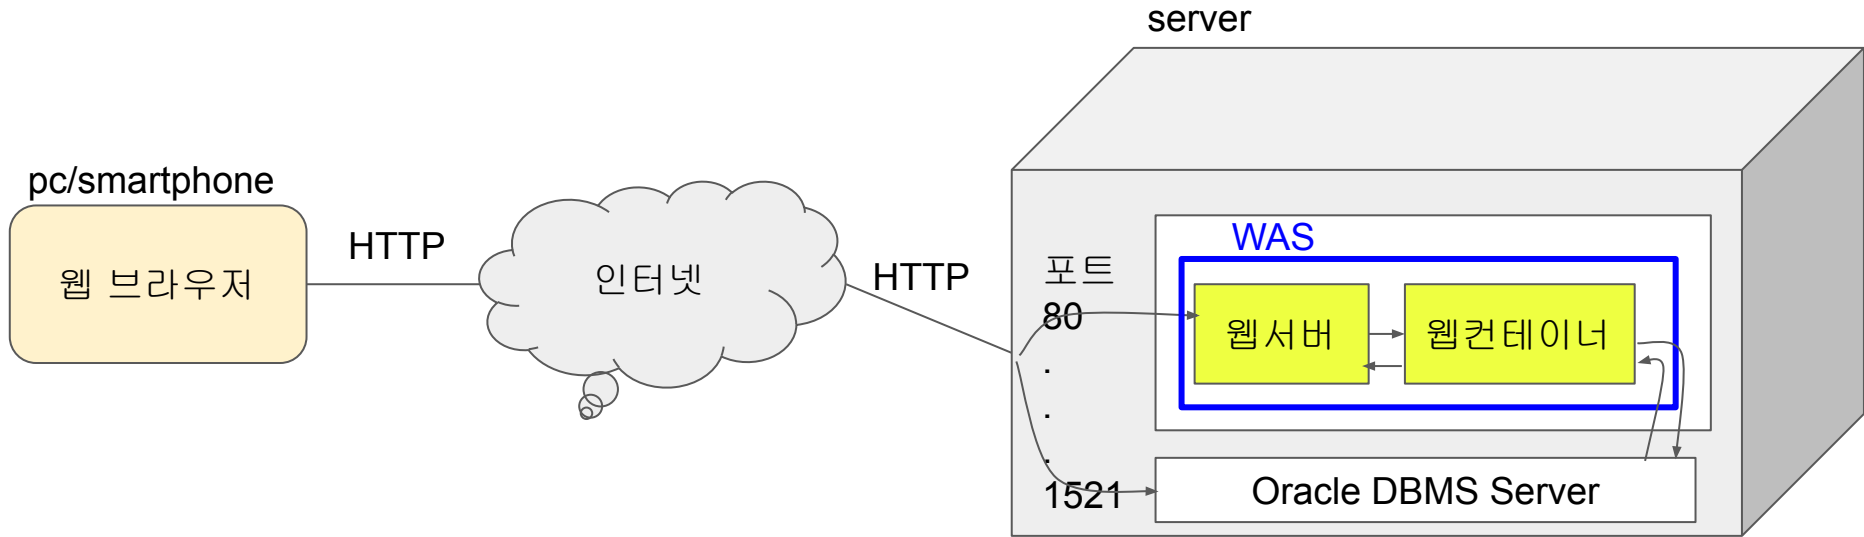 server
pc/smartphone
웹 브라우저
HTTP
인터넷
HTTP
포트
80
.
.
.
1521
WAS
웹서버
웹컨테이너
Oracle DBMS Server